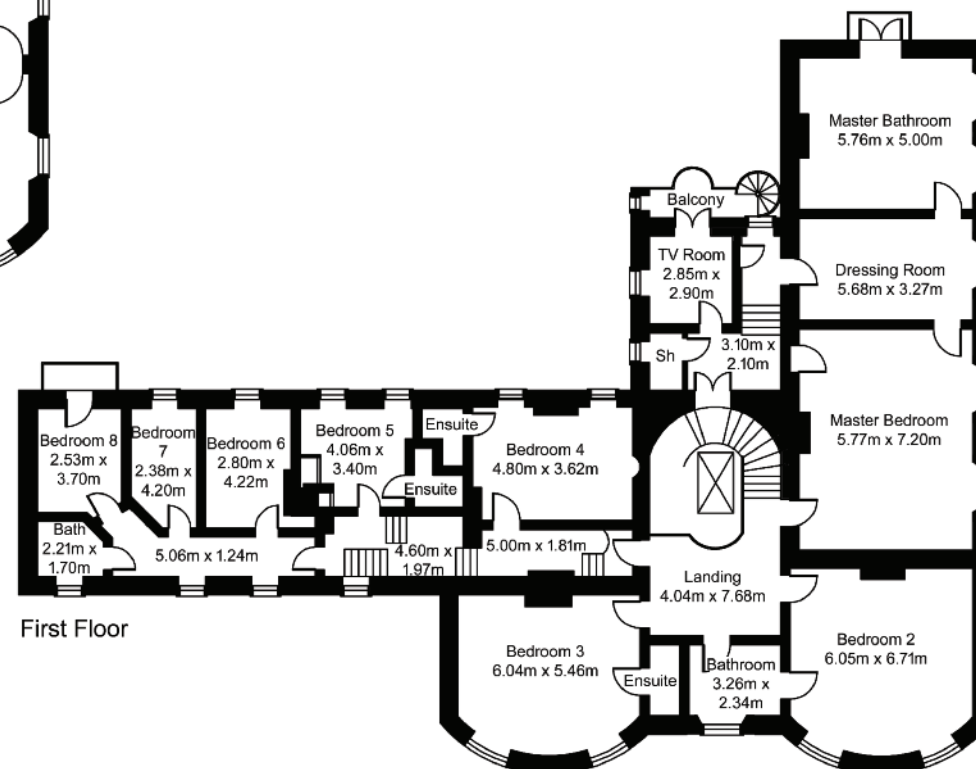 Master Bathroom
5.76m x 5.00m
Balcony
TV Room
2.85m x
2.90m
Dressing Room
5.68m x 3.27m
Sh
3.10m x
2.10m
Master Bedroom
5.77m x 7.20m
Bedroom 8
2.53m x
3.70m
Bedroom
7
2.38m x
4.20m
Bedroom 6
2.80m x
4.22m
Bedroom 5
4.06m x
3.40m
Ensuite
Ensuite
Bedroom 4
4.80m x 3.62m
Bath
2.21m x
1.70m
5.06m x 1.24m
4.60m x
1.97m
5.00m x 1.81m
Landing
4.04m x 7.68m
First Floor
Bedroom 3
6.04m x 5.46m
Ensuite
Bathroom
3.26m x
2.34m
Bedroom 2
6.05m x 6.71m